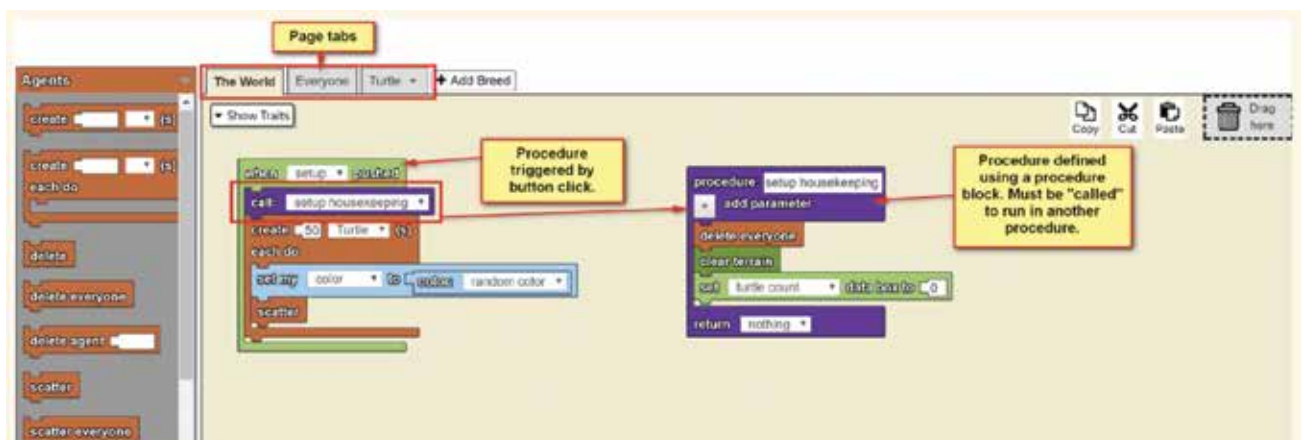 Page tabs
Agents
The World Everyone Turtle + Add Breed
Show Traits
Copy Cut Paste Drag here
create (s)
create (s)
each do
delete
delete everyone
delete agent
scatter
scatter everyone
when setup pushed
call setup housekeeping
create 50 Turtle (s)
each do
set my color to color: random color
scatter
Procedure
triggered by
button click.
procedure setup housekeeping
+ add parameter
delete everyone
clear terrain
set turtle count data box to 0
return nothing
Procedure defined
using a procedure
block. Must be "called"
to run in another
procedure.